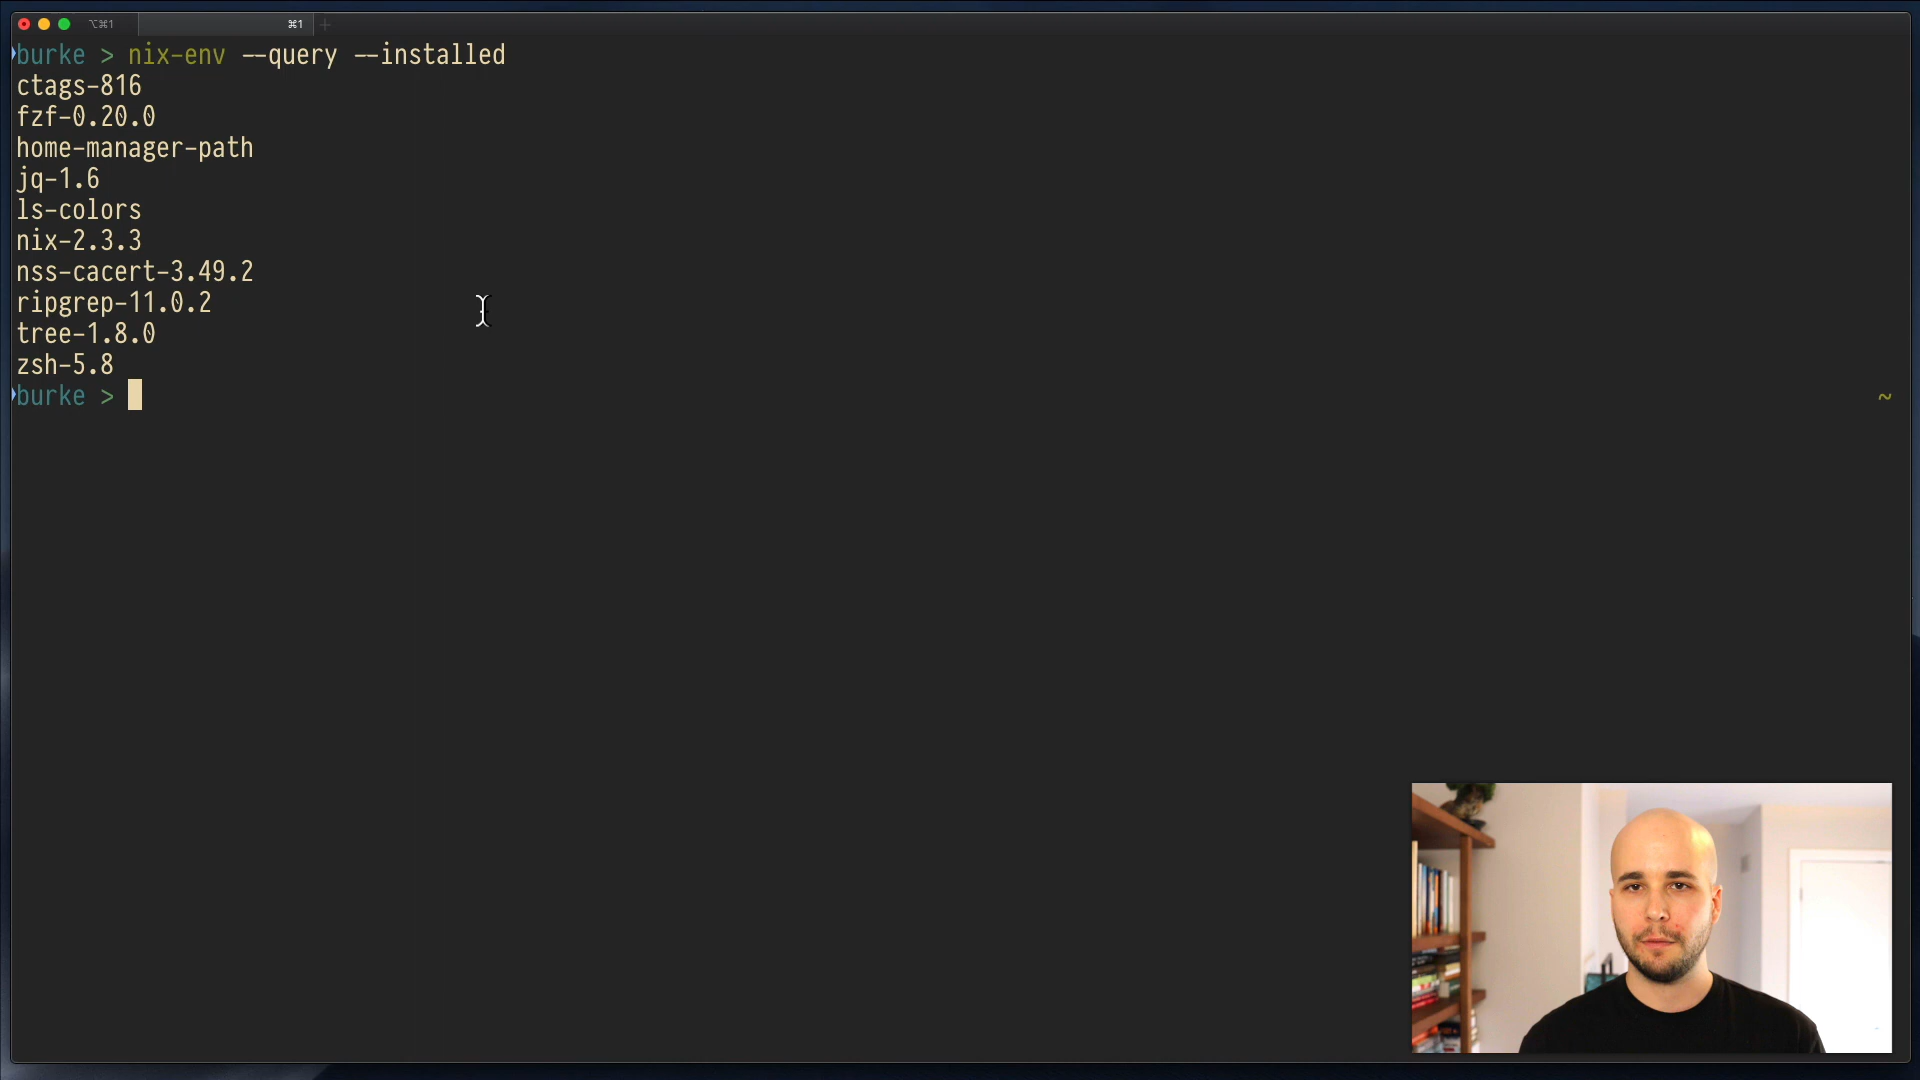 ⌥⌘1 ⌘1 +
burke > nix-env --query --installed
ctags-816
fzf-0.20.0
home-manager-path
jq-1.6
ls-colors
nix-2.3.3
nss-cacert-3.49.2
ripgrep-11.0.2
tree-1.8.0
zsh-5.8
burke > ~